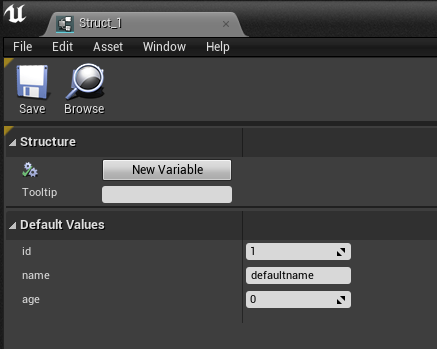 Struct_1
File Edit Asset Window Help
Save Browse
Structure
New Variable
Tooltip
Default Values
id 1
name defaultname
age 0